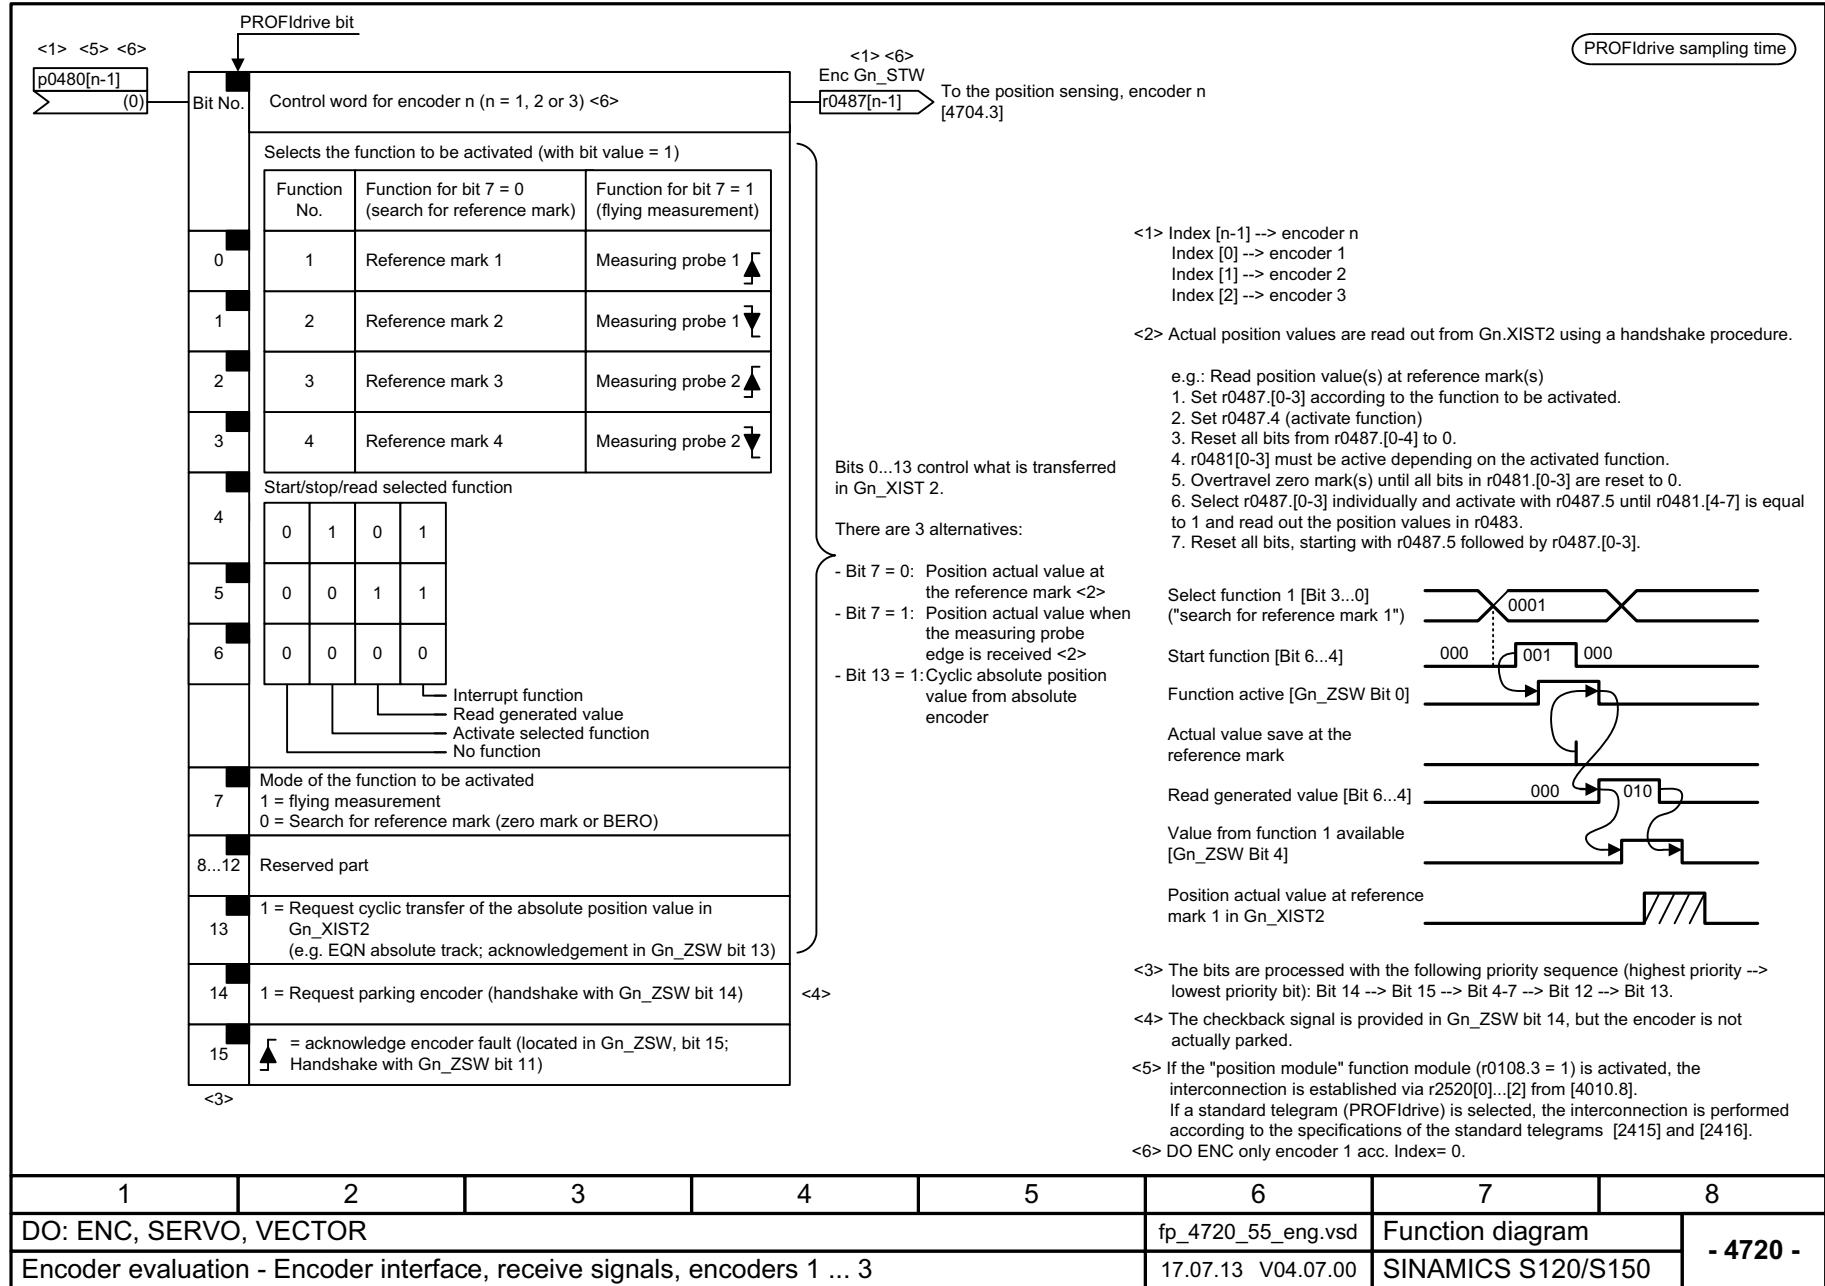 PROFIdrive bit
<1> <5> <6>
p0480[n-1]
(0)
Bit No.
Control word for encoder n (n = 1, 2 or 3) <6>
<1> <6>
Enc Gn_STW
r0487[n-1]
To the position sensing, encoder n
[4704.3]
PROFIdrive sampling time
Selects the function to be activated (with bit value = 1)
Function No.
Function for bit 7 = 0
(search for reference mark)
Function for bit 7 = 1
(flying measurement)
0
1
Reference mark 1
Measuring probe 1
1
2
Reference mark 2
Measuring probe 1
2
3
Reference mark 3
Measuring probe 2
3
4
Reference mark 4
Measuring probe 2
Start/stop/read selected function
4
0 1 0 1
5
0 0 1 1
6
0 0 0 0
Interrupt function
Read generated value
Activate selected function
No function
7
Mode of the function to be activated
1 = flying measurement
0 = Search for reference mark (zero mark or BERO)
8...12
Reserved part
13
1 = Request cyclic transfer of the absolute position value in
Gn_XIST2
(e.g. EQN absolute track; acknowledgement in Gn_ZSW bit 13)
14
1 = Request parking encoder (handshake with Gn_ZSW bit 14)
<4>
15
= acknowledge encoder fault (located in Gn_ZSW, bit 15;
Handshake with Gn_ZSW bit 11)
<3>
Bits 0...13 control what is transferred
in Gn_XIST 2.
There are 3 alternatives:
- Bit 7 = 0: Position actual value at
the reference mark <2>
- Bit 7 = 1: Position actual value when
the measuring probe
edge is received <2>
- Bit 13 = 1: Cyclic absolute position
value from absolute
encoder
<1> Index [n-1] --> encoder n
Index [0] --> encoder 1
Index [1] --> encoder 2
Index [2] --> encoder 3
<2> Actual position values are read out from Gn.XIST2 using a handshake procedure.
e.g.: Read position value(s) at reference mark(s)
1. Set r0487.[0-3] according to the function to be activated.
2. Set r0487.4 (activate function)
3. Reset all bits from r0487.[0-4] to 0.
4. r0481[0-3] must be active depending on the activated function.
5. Overtravel zero mark(s) until all bits in r0481.[0-3] are reset to 0.
6. Select r0487.[0-3] individually and activate with r0487.5 until r0481.[4-7] is equal
to 1 and read out the position values in r0483.
7. Reset all bits, starting with r0487.5 followed by r0487.[0-3].
Select function 1 [Bit 3...0]
("search for reference mark 1")
0001
Start function [Bit 6...4]
000 001 000
Function active [Gn_ZSW Bit 0]
Actual value save at the
reference mark
Read generated value [Bit 6...4]
000 010
Value from function 1 available
[Gn_ZSW Bit 4]
Position actual value at reference
mark 1 in Gn_XIST2
<3> The bits are processed with the following priority sequence (highest priority -->
lowest priority bit): Bit 14 --> Bit 15 --> Bit 4-7 --> Bit 12 --> Bit 13.
<4> The checkback signal is provided in Gn_ZSW bit 14, but the encoder is not
actually parked.
<5> If the "position module" function module (r0108.3 = 1) is activated, the
interconnection is established via r2520[0]...[2] from [4010.8].
If a standard telegram (PROFIdrive) is selected, the interconnection is performed
according to the specifications of the standard telegrams [2415] and [2416].
<6> DO ENC only encoder 1 acc. Index= 0.
1 2 3 4 5 6 7 8
DO: ENC, SERVO, VECTOR
fp_4720_55_eng.vsd
Function diagram
- 4720 -
Encoder evaluation - Encoder interface, receive signals, encoders 1 ... 3
17.07.13 V04.07.00
SINAMICS S120/S150